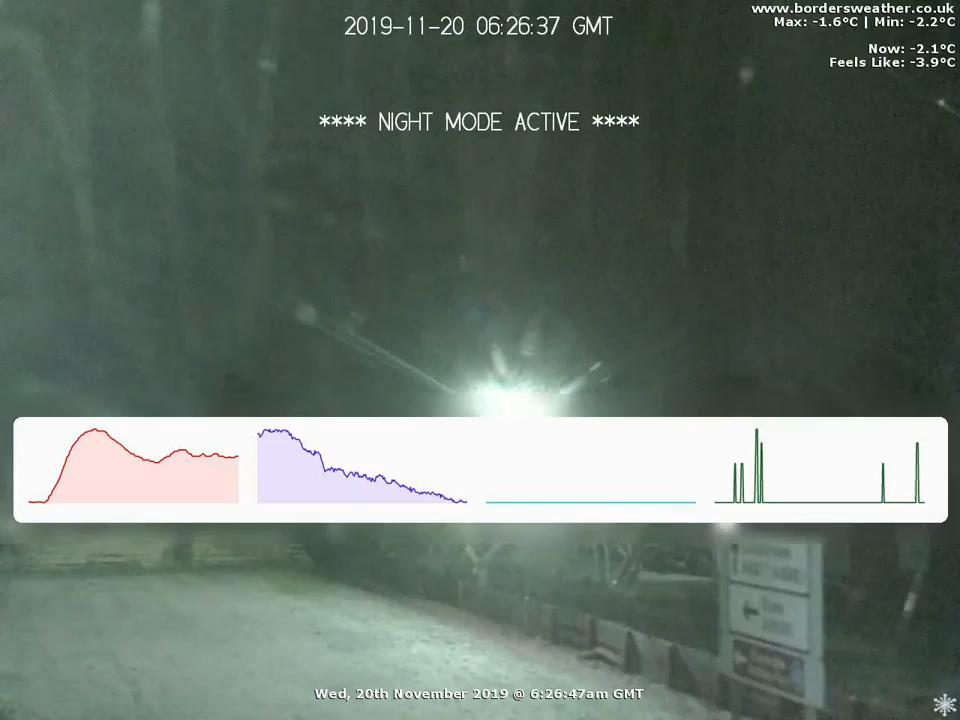 www.bordersweather.co.uk
2019-11-20 06:26:37 GMT
Max: -1.6°C | Min: -2.2°C
Now: -2.1°C
Feels Like: -3.9°C
**** NIGHT MODE ACTIVE ****
Wed, 20th November 2019 @ 6:26:47am GMT